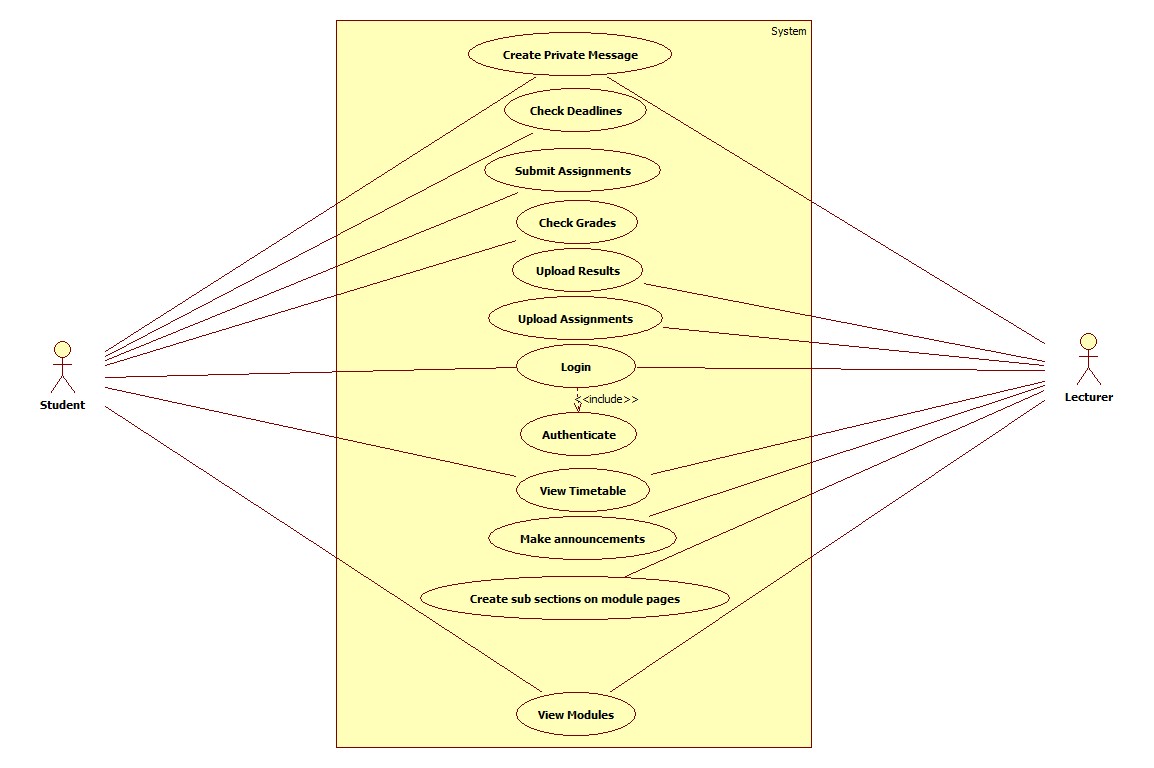 System
Create Private Message
Check Deadlines
Submit Assignments
Check Grades
Upload Results
Upload Assignments
Login
<<include>>
Student
Lecturer
Authenticate
View Timetable
Make announcements
Create sub sections on module pages
View Modules